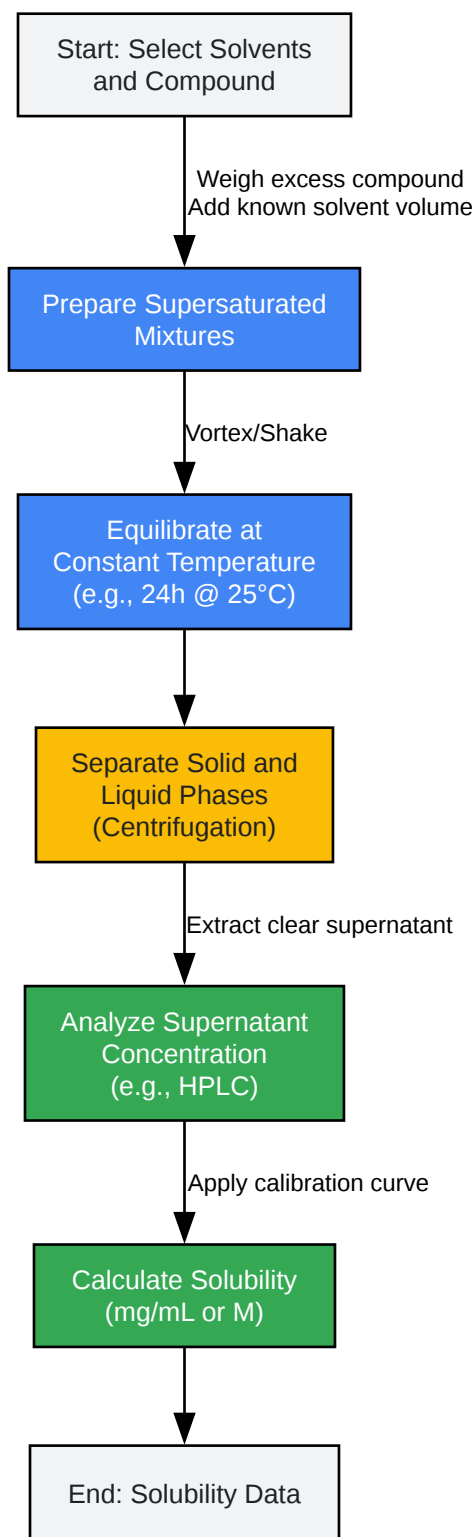 Start: Select Solvents
and Compound
Weigh excess compound
Add known solvent volume
Prepare Supersaturated
Mixtures
Vortex/Shake
Equilibrate at
Constant Temperature
(e.g., 24h @ 25°C)
Separate Solid and
Liquid Phases
(Centrifugation)
Extract clear supernatant
Analyze Supernatant
Concentration
(e.g., HPLC)
Apply calibration curve
Calculate Solubility
(mg/mL or M)
End: Solubility Data